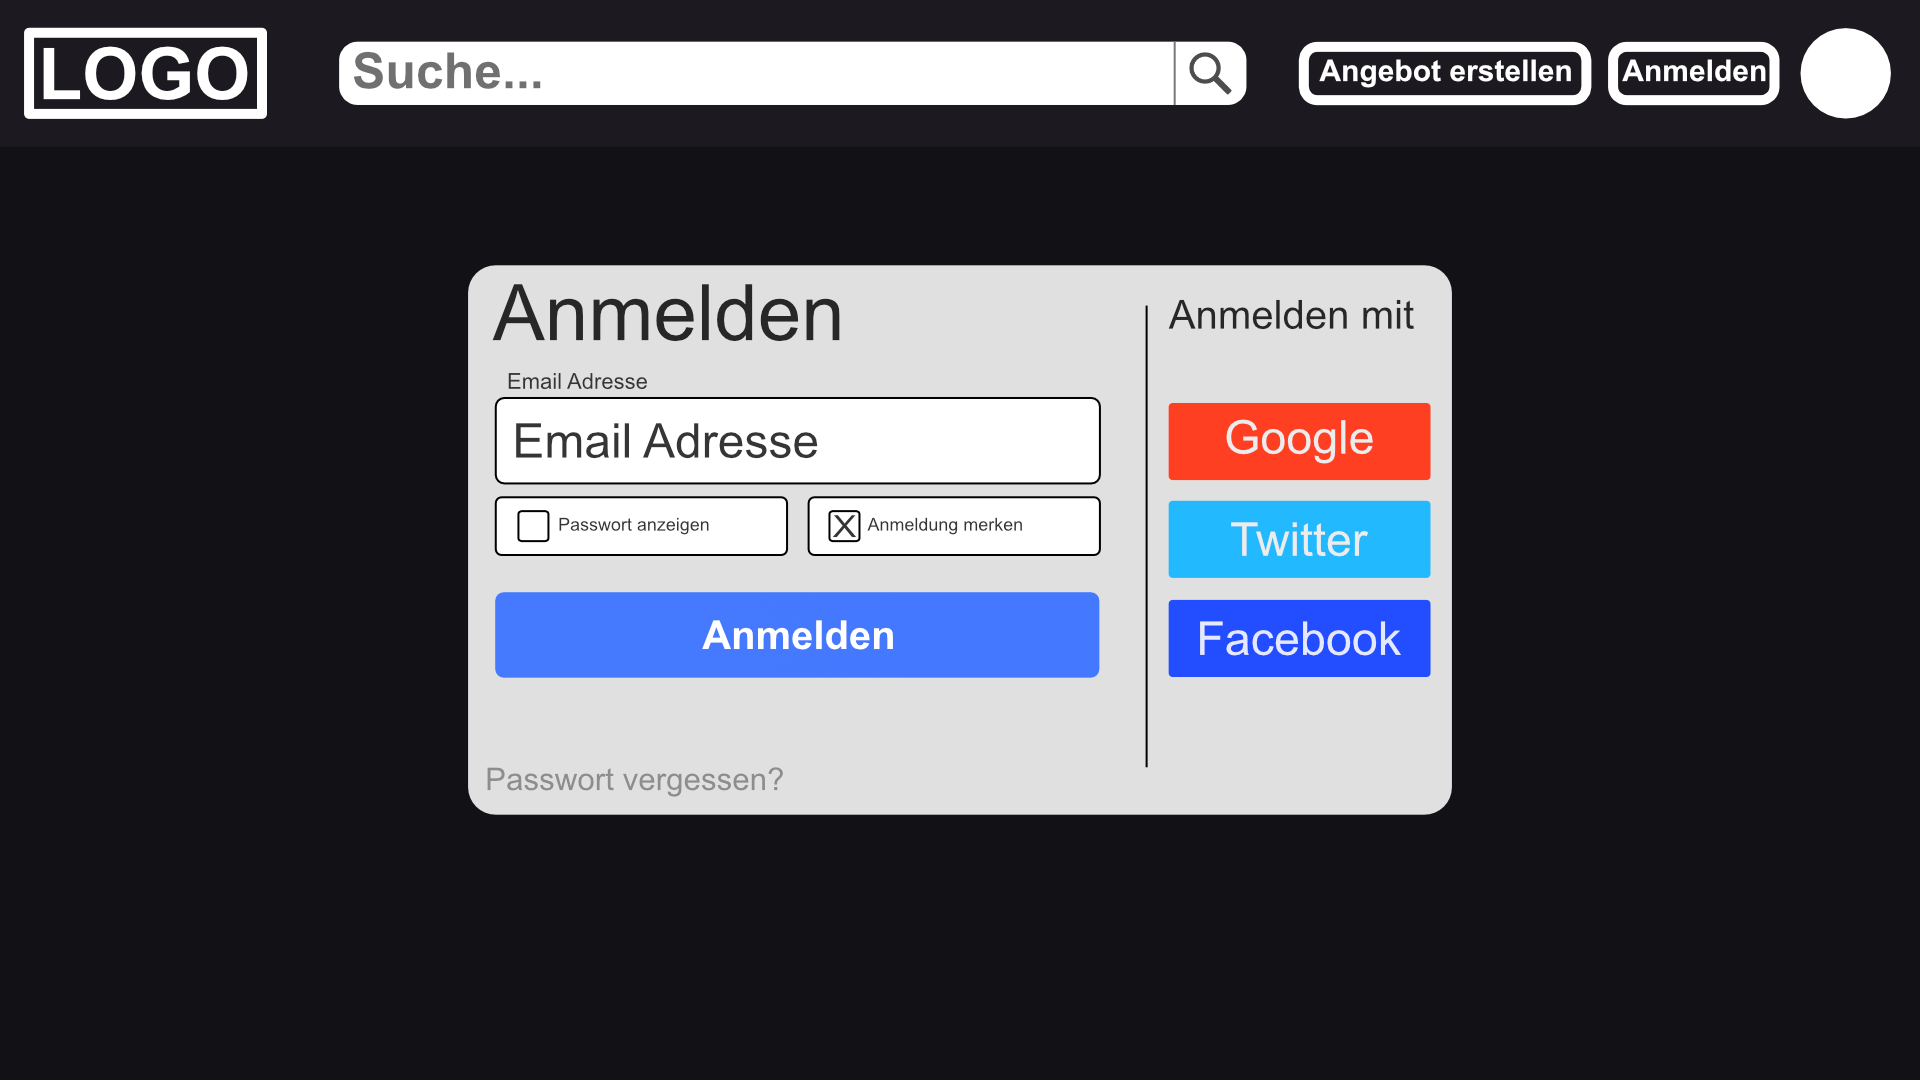 LOGO
Suche...
Angebot erstellen
Anmelden
Anmelden
Anmelden mit
Email Adresse
Email Adresse
Google
Passwort anzeigen
X Anmeldung merken
Twitter
Anmelden
Facebook
Passwort vergessen?